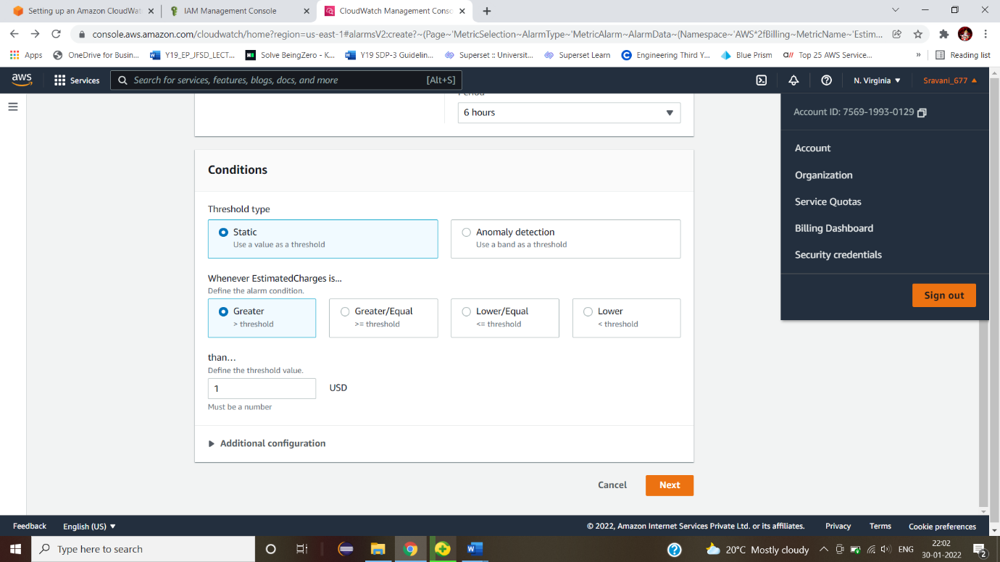 Setting up an Amazon CloudWat
IAM Management Console
CloudWatch Management Conso
console.aws.amazon.com/cloudwatch/home?region=us-east-1#alarmsV2:create?~(Page~'MetricSelection~AlarmType~'MetricAlarm~AlarmData~(Namespace~'AWS*2fBilling~MetricName~'Estim...
Apps
OneDrive for Busin...
Y19_EP_JFSD_LECT...
Solve BeingZero - K...
Y19 SDP-3 Guidelin...
Superset :: Universit...
Superset Learn
Engineering Third Y...
Blue Prism
Top 25 AWS Service...
»
Reading list
aws
Services
Search for services, features, blogs, docs, and more
[Alt+S]
N. Virginia
Sravani_677
Period
6 hours
Account ID: 7569-1993-0129
Account
Organization
Service Quotas
Billing Dashboard
Security credentials
Sign out
Conditions
Threshold type
Static
Use a value as a threshold
Anomaly detection
Use a band as a threshold
Whenever EstimatedCharges is...
Define the alarm condition.
Greater
> threshold
Greater/Equal
>= threshold
Lower/Equal
<= threshold
Lower
< threshold
than...
Define the threshold value.
1
USD
Must be a number
Additional configuration
Cancel
Next
Feedback
English (US)
© 2022, Amazon Internet Services Private Ltd. or its affiliates.
Privacy
Terms
Cookie preferences
Type here to search
20°C Mostly cloudy
ENG
22:02
30-01-2022
2